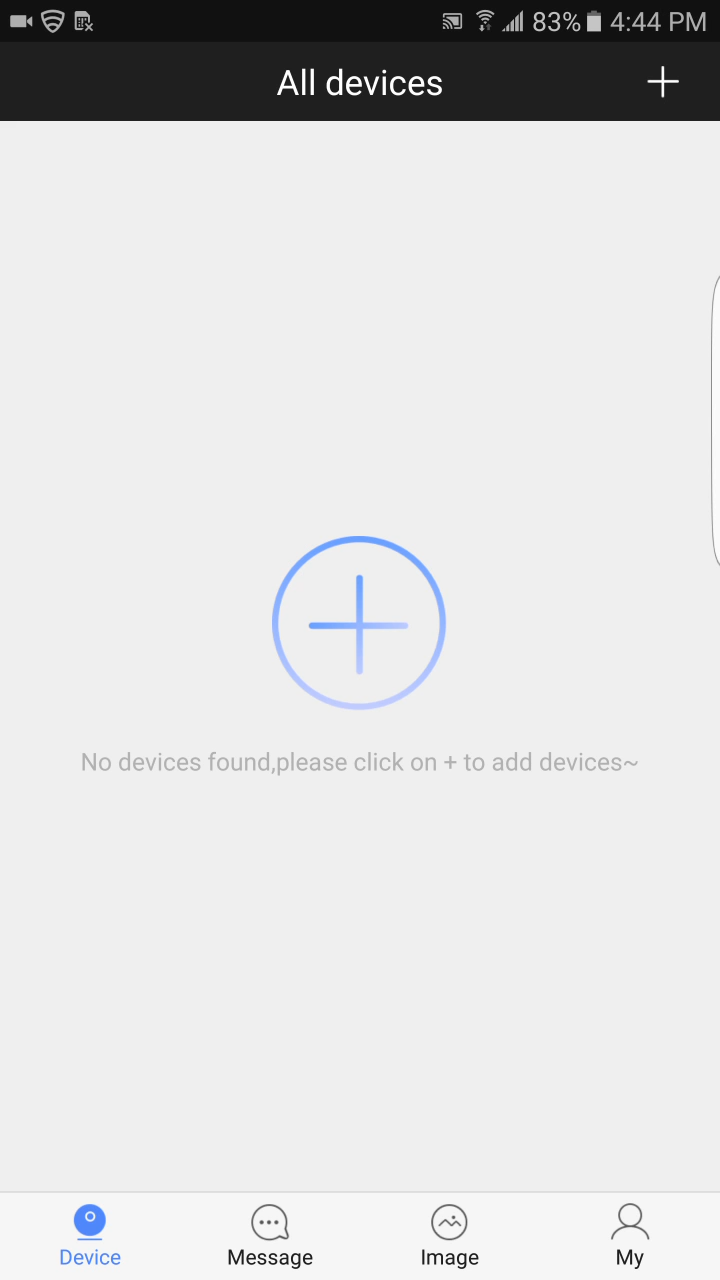 83% 4:44 PM
All devices
No devices found,please click on + to add devices~
Device Message Image My